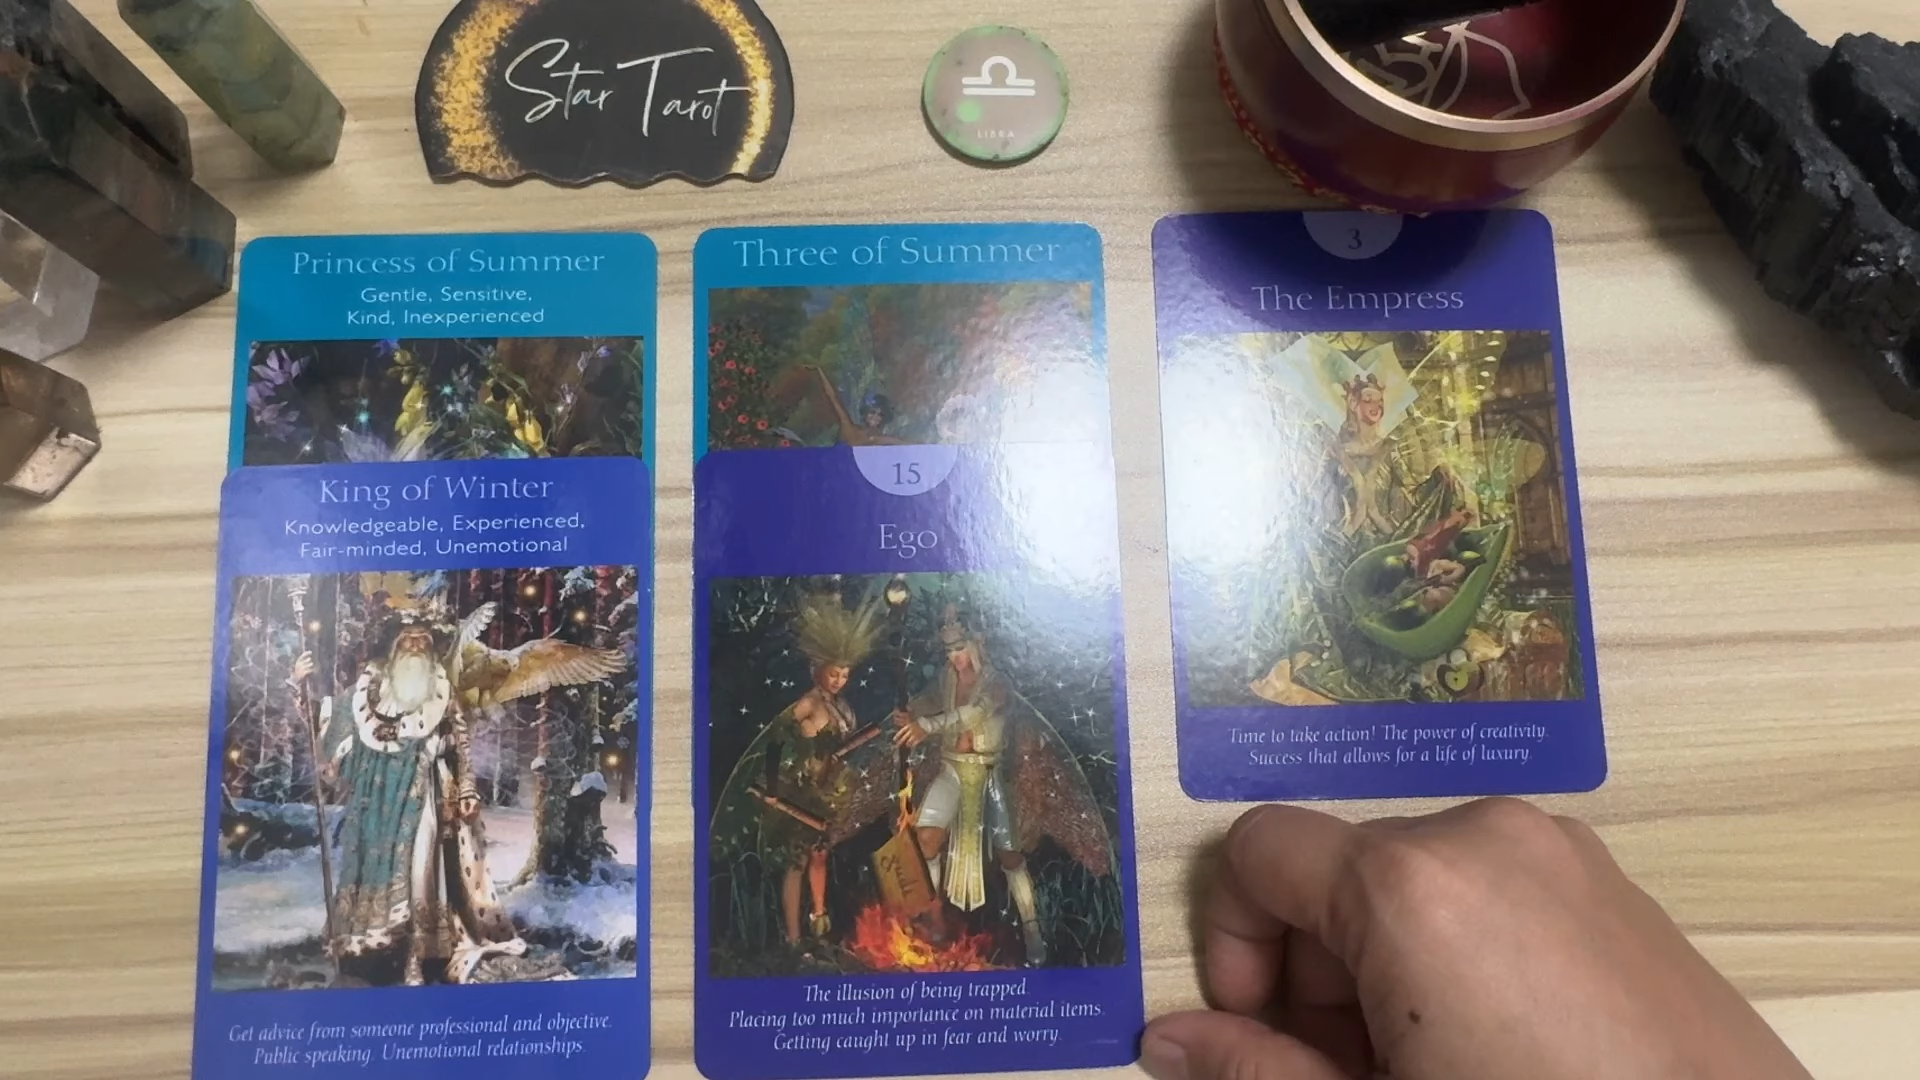 Star Tarot
LIBRA
Princess of Summer
Gentle, Sensitive,
Kind, Inexperienced
Three of Summer
3
The Empress
Time to take action! The power of creativity.
Success that allows for a life of luxury.
King of Winter
Knowledgeable, Experienced,
Fair-minded, Unemotional
Get advice from someone professional and objective.
Public speaking. Unemotional relationships.
15
Ego
The illusion of being trapped.
Placing too much importance on material items.
Getting caught up in fear and worry.